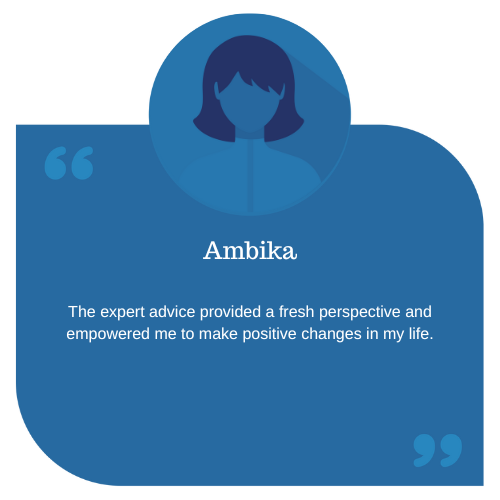 Ambika
The expert advice provided a fresh perspective and
empowered me to make positive changes in my life.